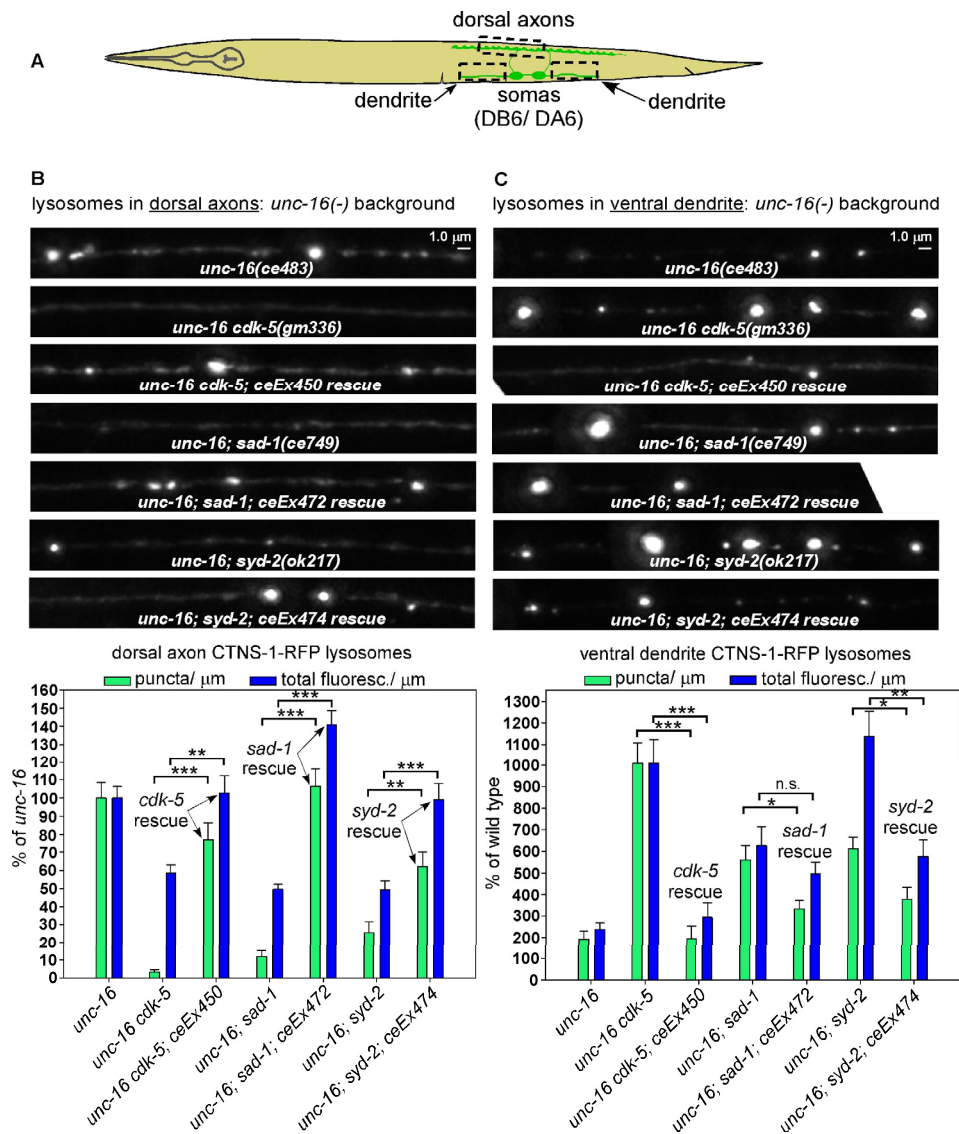 A
dorsal axons
dendrite
somas
(DB6/ DA6)
dendrite
B
lysosomes in dorsal axons: unc-16(-) background
1.0 μm
unc-16(ce483)
unc-16 cdk-5(gm336)
unc-16 cdk-5; ceEx450 rescue
unc-16; sad-1(ce749)
unc-16; sad-1; ceEx472 rescue
unc-16; syd-2(ok217)
unc-16; syd-2; ceEx474 rescue
dorsal axon CTNS-1-RFP lysosomes
puncta/ μm
total fluoresc./ μm
% of unc-16
160
150
140
130
120
110
100
90
80
70
60
50
40
30
20
10
0
***
**
cdk-5
rescue
***
***
sad-1
rescue
***
**
syd-2
rescue
unc-16
unc-16 cdk-5
unc-16 cdk-5; ceEx450
unc-16; sad-1
unc-16; sad-1; ceEx472
unc-16; syd-2
unc-16; syd-2; ceEx474
C
lysosomes in ventral dendrite: unc-16(-) background
1.0 μm
unc-16(ce483)
unc-16 cdk-5(gm336)
unc-16 cdk-5; ceEx450 rescue
unc-16; sad-1(ce749)
unc-16; sad-1; ceEx472 rescue
unc-16; syd-2(ok217)
unc-16; syd-2; ceEx474 rescue
ventral dendrite CTNS-1-RFP lysosomes
puncta/ μm
total fluoresc./ μm
% of wild type
1300
1200
1100
1000
900
800
700
600
500
400
300
200
100
0
***
***
cdk-5
rescue
n.s.
*
sad-1
rescue
**
*
syd-2
rescue
unc-16
unc-16 cdk-5
unc-16 cdk-5; ceEx450
unc-16; sad-1
unc-16; sad-1; ceEx472
unc-16; syd-2
unc-16; syd-2; ceEx474